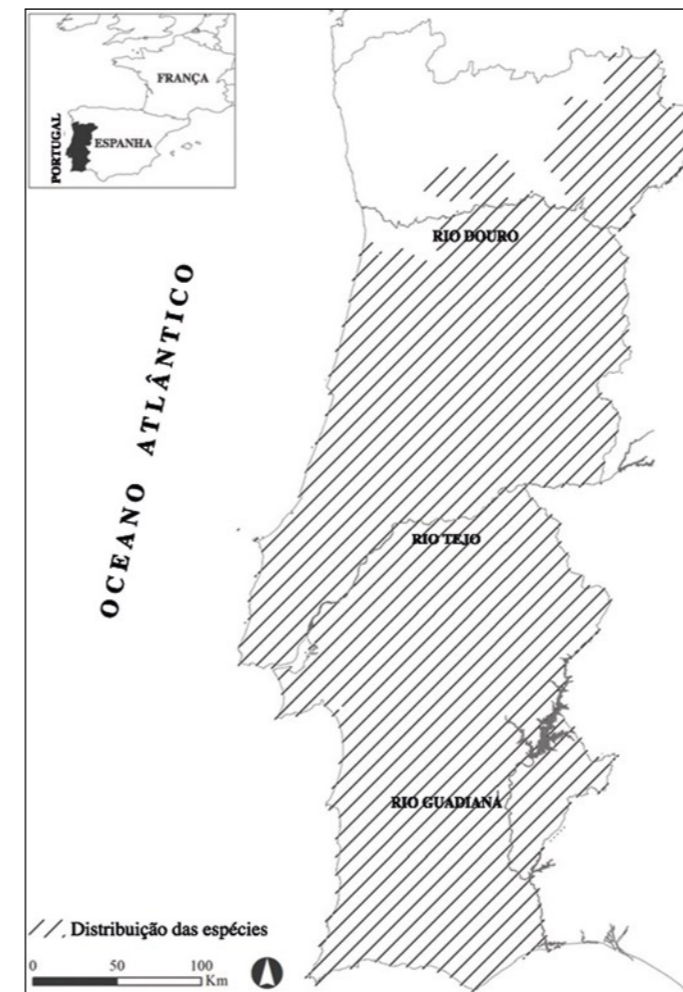 FRANÇA
PORTUGAL
ESPANHA
RIO DOURO
OCEANO ATLÂNTICO
RIO TEJO
RIO GUADIANA
Distribuição das espécies
0 50 100
Km